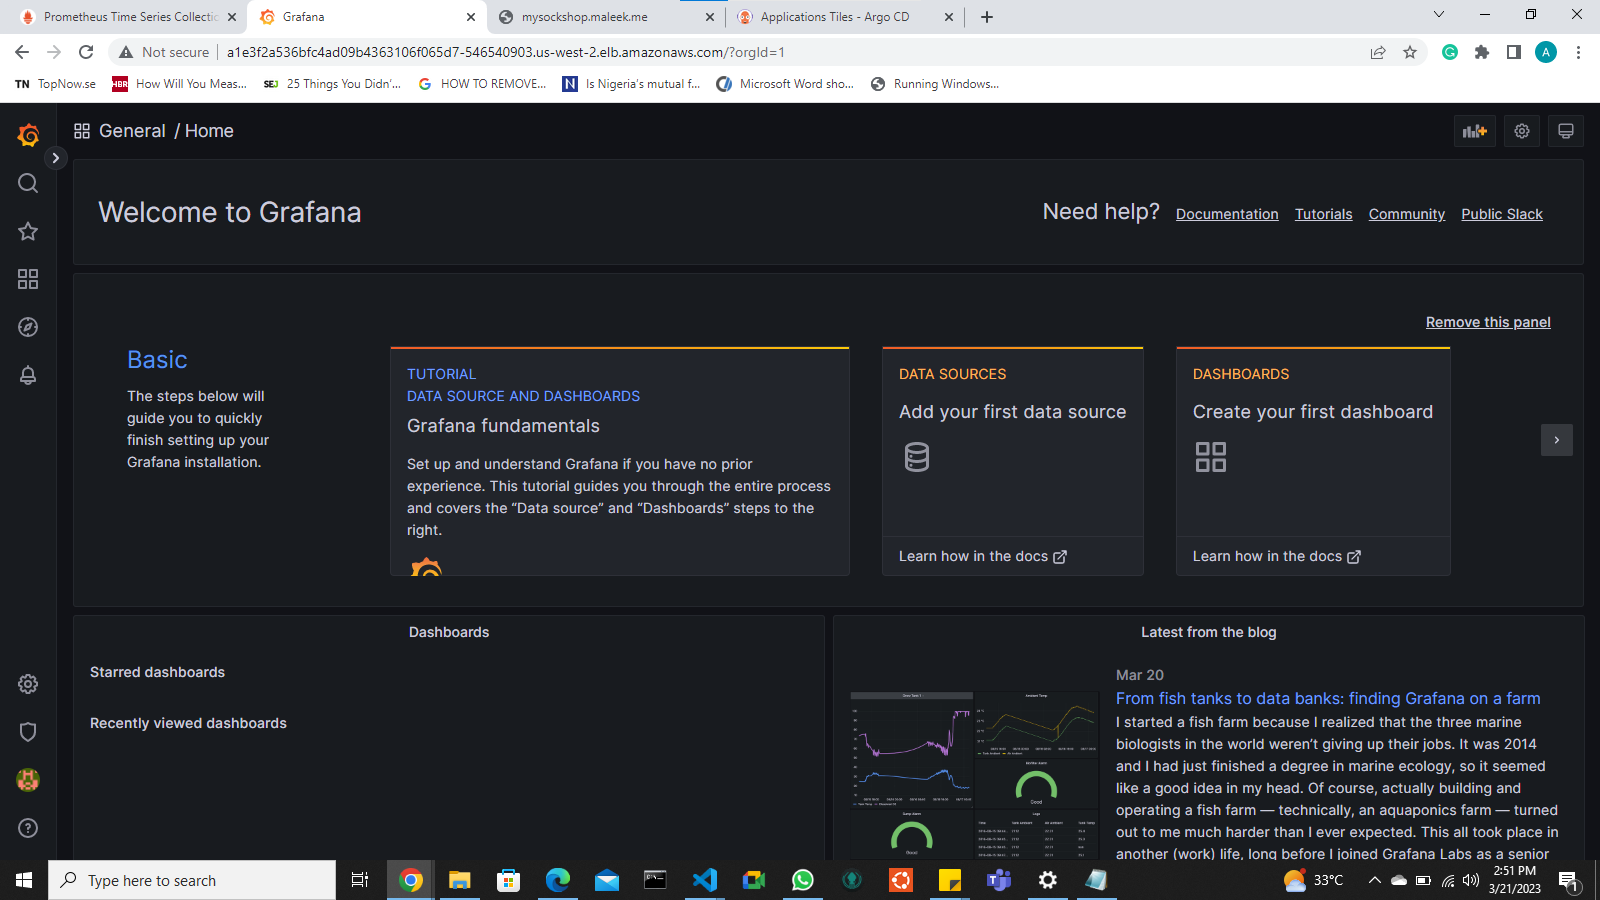 Prometheus Time Series Collectio
Grafana
mysockshop.maleek.me
Applications Tiles - Argo CD
Not secure
a1e3f2a536bfc4ad09b4363106f065d7-546540903.us-west-2.elb.amazonaws.com/?orgId=1
A
TN TopNow.se
HBR How Will You Meas...
SEJ 25 Things You Didn'...
G HOW TO REMOVE...
N Is Nigeria's mutual f...
Microsoft Word sho...
Running Windows...
General / Home
Welcome to Grafana
Need help? Documentation Tutorials Community Public Slack
Remove this panel
Basic
The steps below will
guide you to quickly
finish setting up your
Grafana installation.
TUTORIAL
DATA SOURCE AND DASHBOARDS
Grafana fundamentals
Set up and understand Grafana if you have no prior
experience. This tutorial guides you through the entire process
and covers the “Data source” and “Dashboards” steps to the
right.
DATA SOURCES
Add your first data source
Learn how in the docs
DASHBOARDS
Create your first dashboard
Learn how in the docs
Dashboards
Starred dashboards
Recently viewed dashboards
Latest from the blog
Mar 20
From fish tanks to data banks: finding Grafana on a farm
I started a fish farm because I realized that the three marine
biologists in the world weren’t giving up their jobs. It was 2014
and I had just finished a degree in marine ecology, so it seemed
like a good idea in my head. Of course, actually building and
operating a fish farm — technically, an aquaponics farm — turned
out to me much harder than I ever expected. This all took place in
another (work) life, long before I joined Grafana Labs as a senior
Good
Good
Type here to search
33°C
2:51 PM
3/21/2023
1